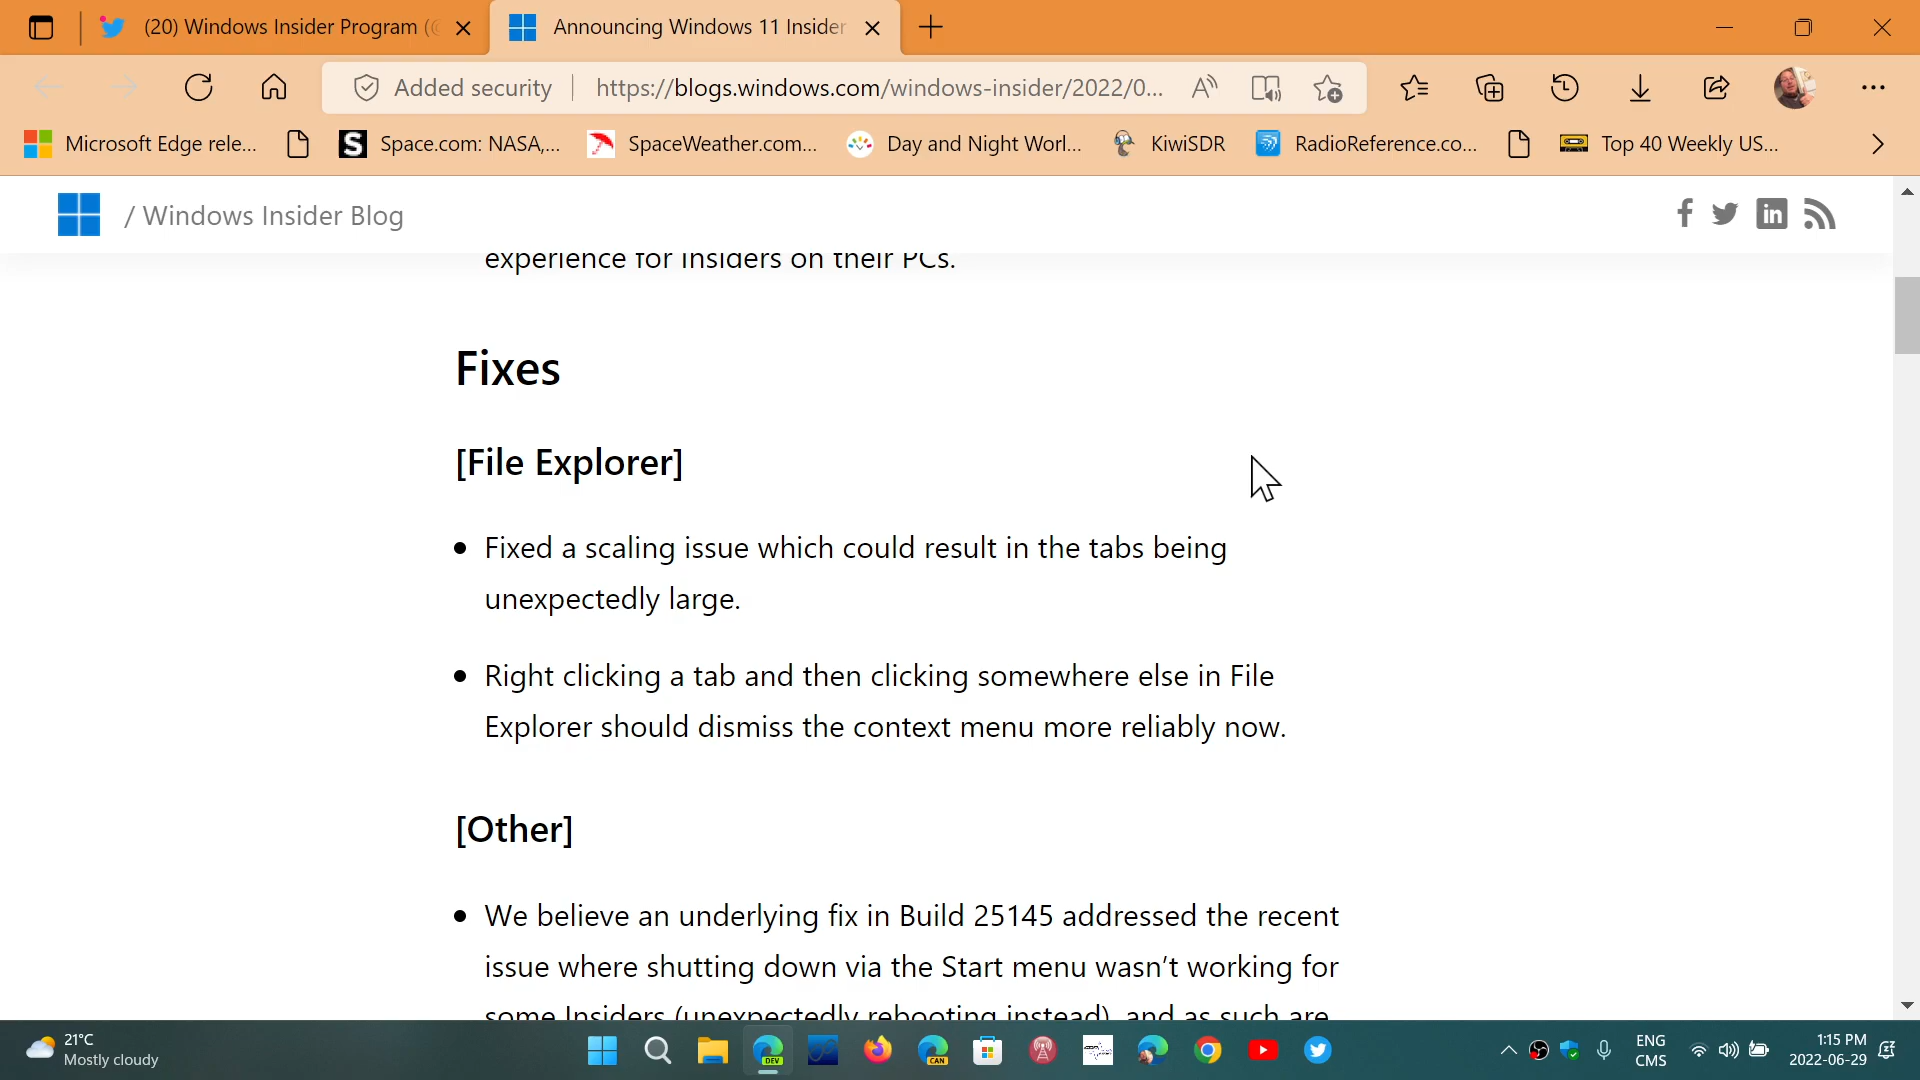 (20) Windows Insider Program (@
Announcing Windows 11 Insider
Added security
https://blogs.windows.com/windows-insider/2022/0...
Microsoft Edge rele...
Space.com: NASA,...
SpaceWeather.com...
Day and Night Worl...
KiwiSDR
RadioReference.co...
Top 40 Weekly US...
/ Windows Insider Blog
experience for Insiders on their PCs.
Fixes
[File Explorer]
Fixed a scaling issue which could result in the tabs being
unexpectedly large.
Right clicking a tab and then clicking somewhere else in File
Explorer should dismiss the context menu more reliably now.
[Other]
We believe an underlying fix in Build 25145 addressed the recent
issue where shutting down via the Start menu wasn't working for
some Insiders (unexpectedly rebooting instead), and as such are
21°C
Mostly cloudy
DEV
CAN
ENG
CMS
1:15 PM
2022-06-29